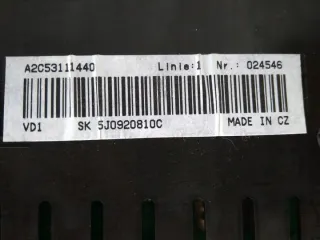 A2C53111440 Linie:1 Nr.: 024546
VD1 SK 5J0920810C MADE IN CZ